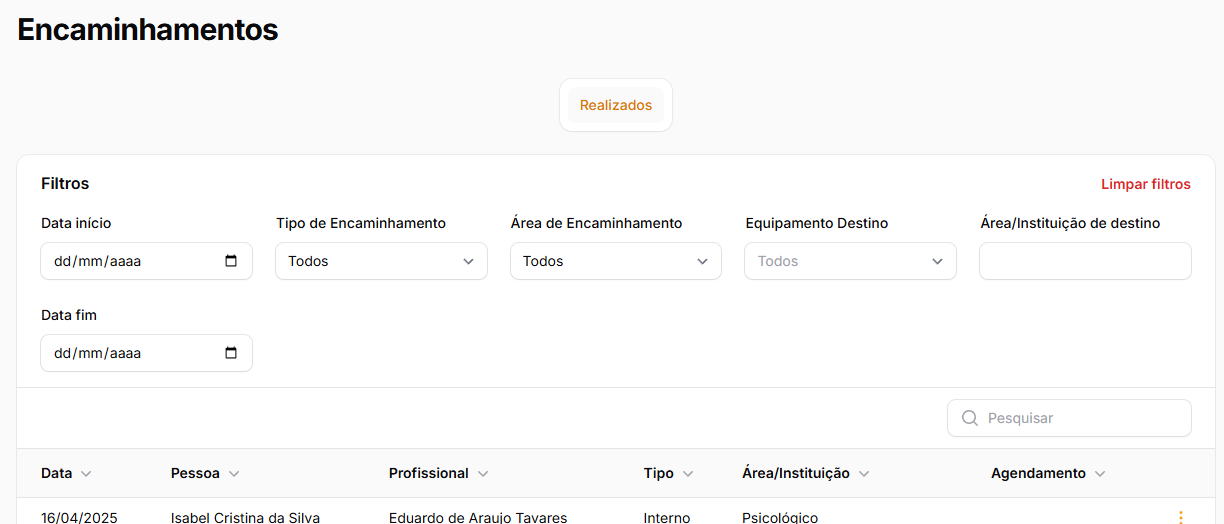 Encaminhamentos
Realizados
Filtros
Limpar filtros
Data início
Tipo de Encaminhamento
Área de Encaminhamento
Equipamento Destino
Área/Instituição de destino
dd/mm/aaaa
Todos
Todos
Todos
Data fim
dd/mm/aaaa
Pesquisar
Data Pessoa Profissional Tipo Área/Instituição Agendamento
16/04/2025 Isabel Cristina da Silva Eduardo de Araujo Tavares Interno Psicológico